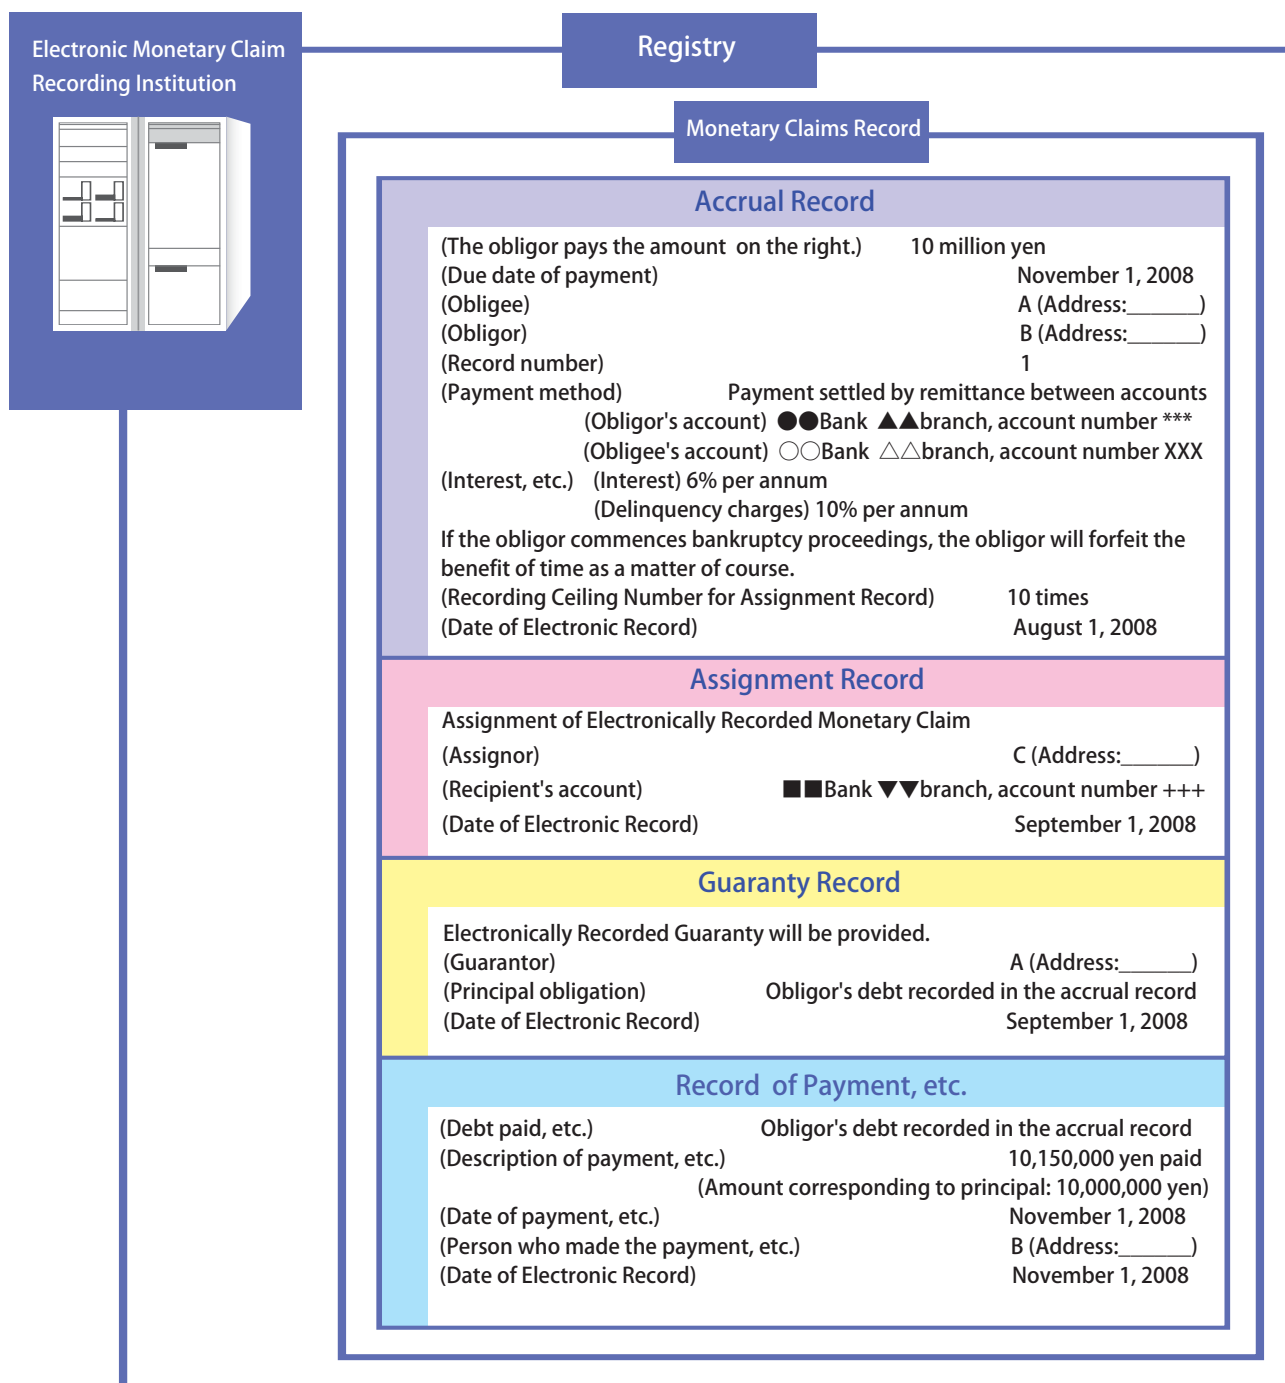 Electronic Monetary Claim
Recording Institution
Registry
Monetary Claims Record
Accrual Record
(The obligor pays the amount on the right.) 10 million yen
(Due date of payment) November 1, 2008
(Obligee) A (Address:______)
(Obligor) B (Address:______)
(Record number) 1
(Payment method) Payment settled by remittance between accounts
(Obligor's account) ●●Bank ▲▲branch, account number ***
(Obligee's account) ○○Bank △△branch, account number XXX
(Interest, etc.) (Interest) 6% per annum
(Delinquency charges) 10% per annum
If the obligor commences bankruptcy proceedings, the obligor will forfeit the
benefit of time as a matter of course.
(Recording Ceiling Number for Assignment Record) 10 times
(Date of Electronic Record) August 1, 2008
Assignment Record
Assignment of Electronically Recorded Monetary Claim
(Assignor) C (Address:______)
(Recipient's account) ■■Bank ▼▼branch, account number +++
(Date of Electronic Record) September 1, 2008
Guaranty Record
Electronically Recorded Guaranty will be provided.
(Guarantor) A (Address:______)
(Principal obligation) Obligor's debt recorded in the accrual record
(Date of Electronic Record) September 1, 2008
Record of Payment, etc.
(Debt paid, etc.) Obligor's debt recorded in the accrual record
(Description of payment, etc.) 10,150,000 yen paid
(Amount corresponding to principal: 10,000,000 yen)
(Date of payment, etc.) November 1, 2008
(Person who made the payment, etc.) B (Address:______)
(Date of Electronic Record) November 1, 2008